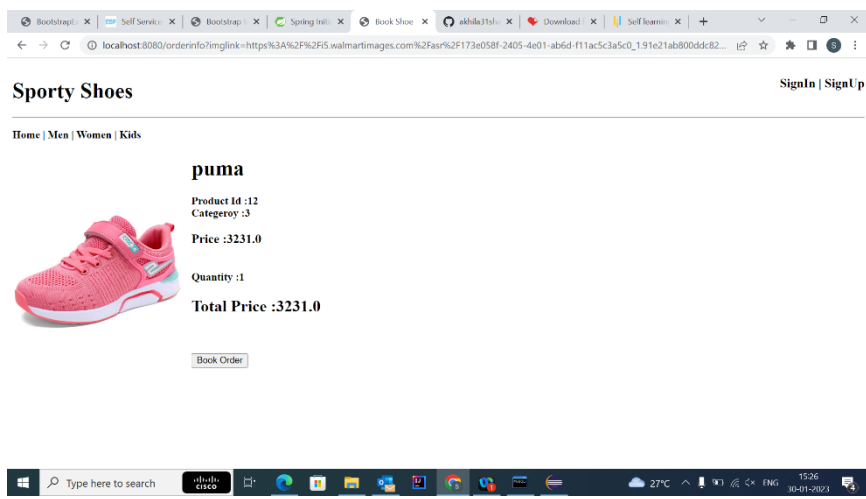 BootstrapE
Self Service
Bootstrap
Spring Initi
Book Shoe
akhila31sh
Download
Self learnin
localhost:8080/orderinfo?imglink=https%3A%2F%2Fi5.walmartimages.com%2Fasr%2F173e058f-2405-4e01-ab6d-f11ac5c3a5c0_1.91e21ab800ddc82...
S
Sporty Shoes
SignIn | SignUp
Home | Men | Women | Kids
puma
Product Id :12
Categeroy :3
Price :3231.0
Quantity :1
Total Price :3231.0
Book Order
Type here to search
cisco
27°C
ENG
15:26
30-01-2023